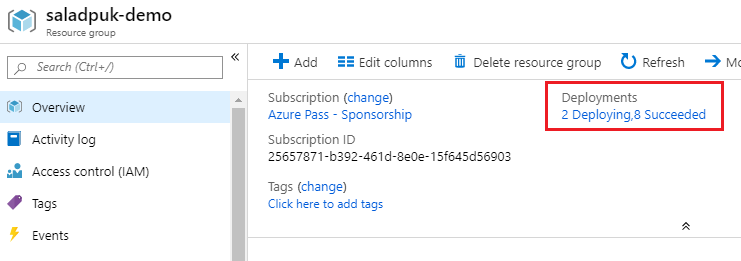 saladpuk-demo
Resource group
Search (Ctrl+/)
Overview
Activity log
Access control (IAM)
Tags
Events
Add
Edit columns
Delete resource group
Refresh
Mo
Subscription (change)
Azure Pass - Sponsorship
Subscription ID
25657871-b392-461d-8e0e-15f645d56903
Tags (change)
Click here to add tags
Deployments
2 Deploying,8 Succeeded